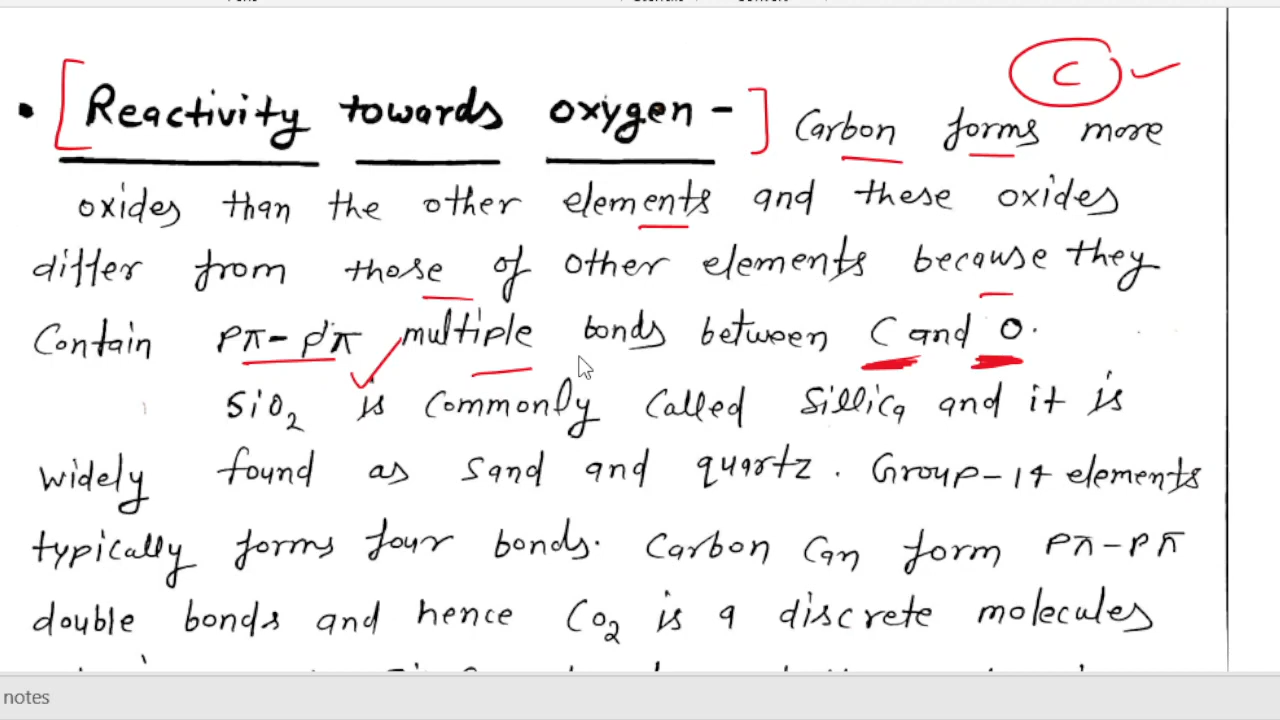 C
• [Reactivity towards oxygen - ] Carbon forms more
oxides than the other elements and these oxides
differ from those of other elements because they
Contain Pπ-Pπ multiple bonds between C and O.
SiO₂ is commonly called Sillica and it is
widely found as sand and quartz. Group-14 elements
typically forms four bonds. Carbon can form Pπ-Pπ
double bonds and hence CO₂ is a discrete molecules
notes